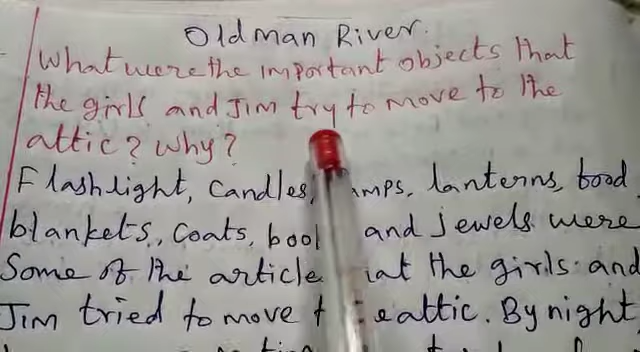 Oldman River.
What were the important objects that
the girls and Jim try to move to the
attic? Why?
Flashlight, Candles, lanterns, food
blankets, Coats, and jewels were
Some of the article the girls and
Jim tried to move attic. By night